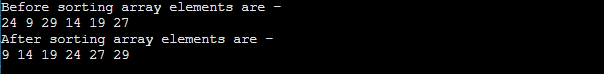 Before sorting array elements are -
24 9 29 14 19 27
After sorting array elements are -
9 14 19 24 27 29